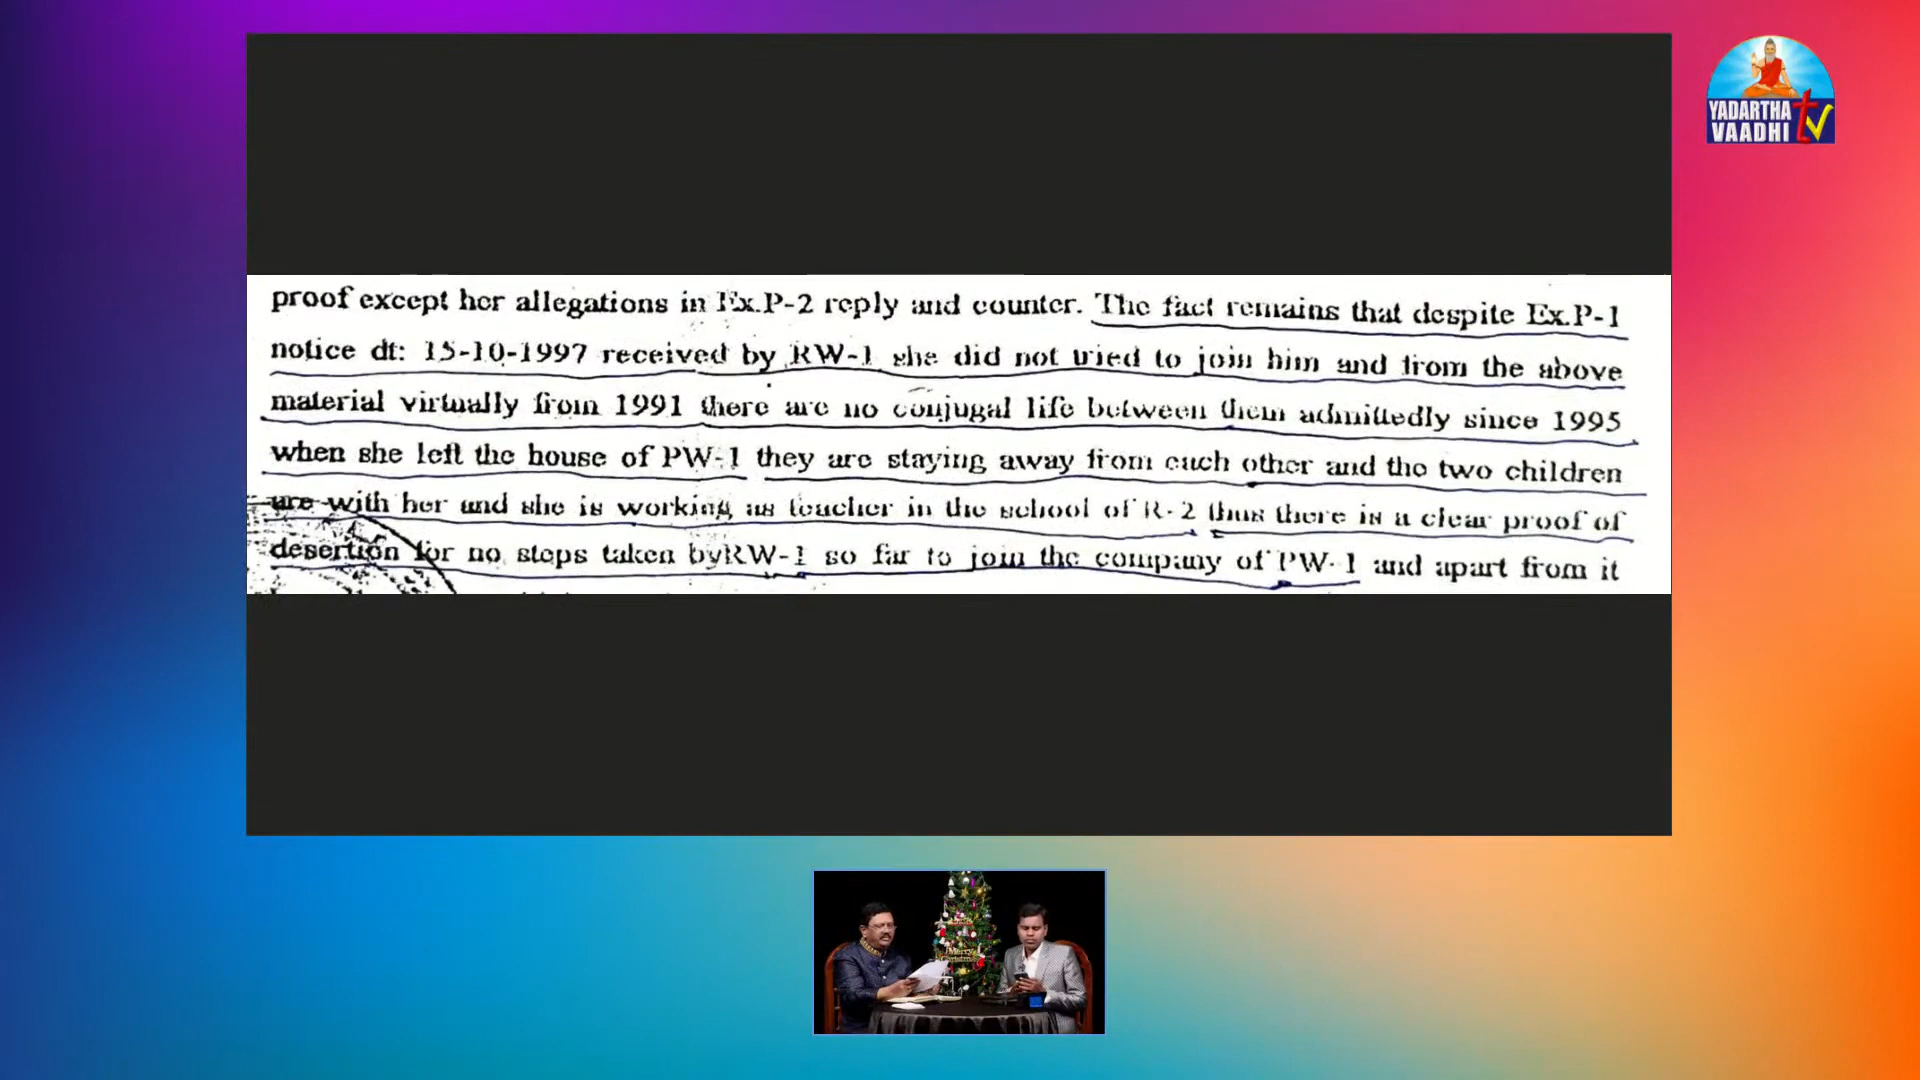 YADARTHA
VAADHI tv
proof except her allegations in Ex.P-2 reply and counter. The fact remains that despite Ex.P-1
notice dt: 15-10-1997 received by RW-1 she did not tried to join him and from the above
material virtually from 1991 there are no conjugal life between them admittedly since 1995
when she left the house of PW-1 they are staying away from each other and the two children
are with her and she is working as teacher in the school of R-2 thus there is a clear proof of
desertion for no steps taken byRW-1 so far to join the company of PW-1 and apart from it
Merry
Christmas